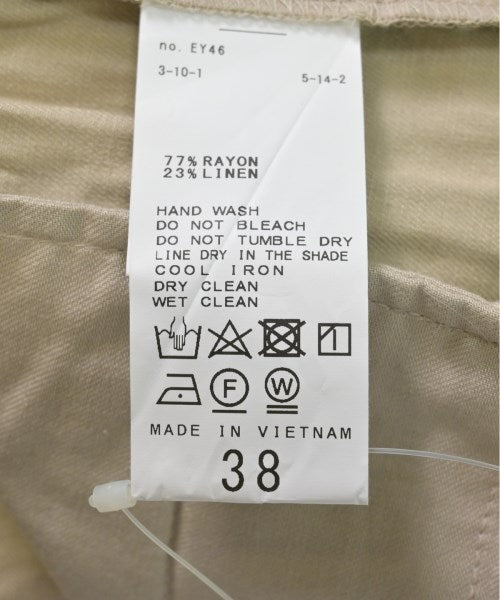 no. EY46
3-10-1 5-14-2
77% RAYON
23% LINEN
HAND WASH
DO NOT BLEACH
DO NOT TUMBLE DRY
LINE DRY IN THE SHADE
COOL IRON
DRY CLEAN
WET CLEAN
F W
MADE IN VIETNAM
38